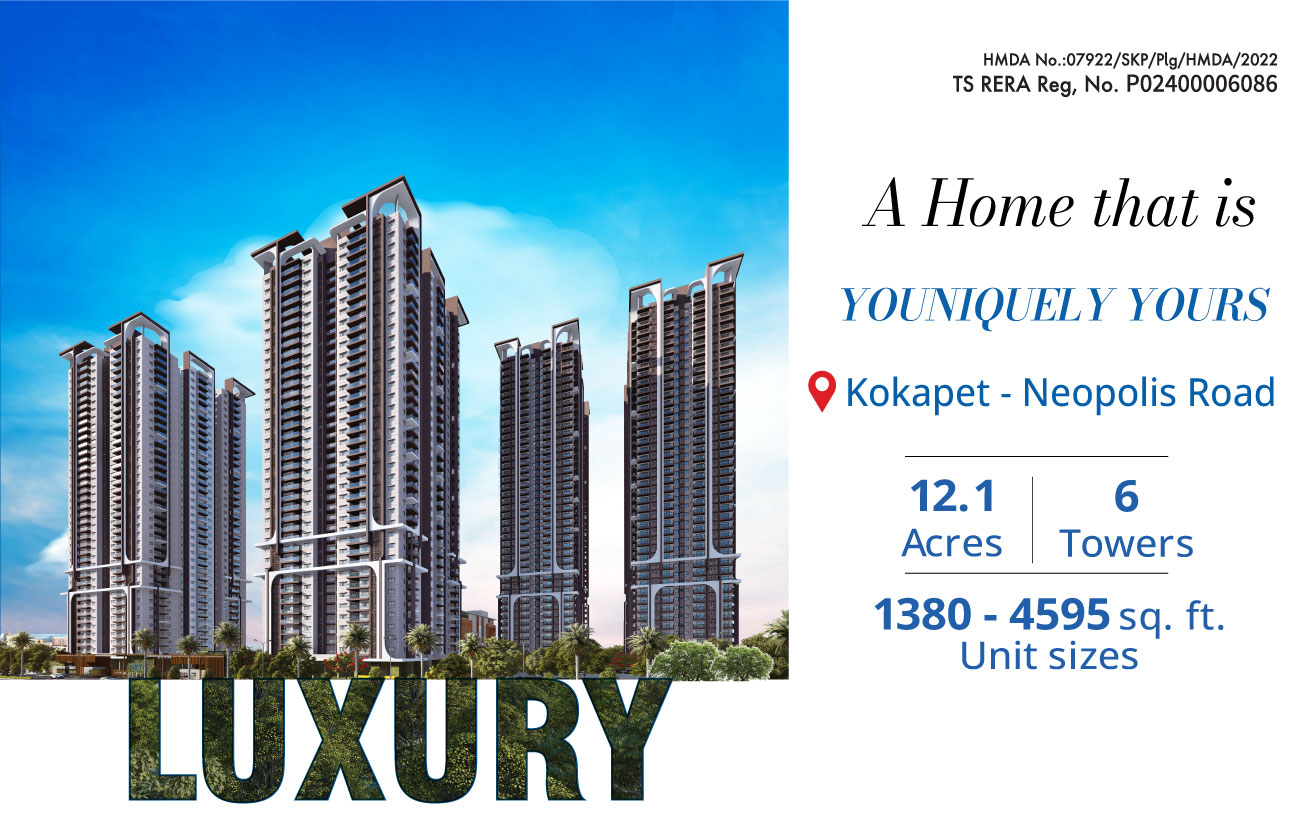 HMDA No.:07922/SKP/Plg/HMDA/2022
TS RERA Reg, No. P02400006086
A Home that is
YOUNIQUELY YOURS
Kokapet - Neopolis Road
12.1
Acres
6
Towers
1380 - 4595 sq. ft.
Unit sizes
LUXURY